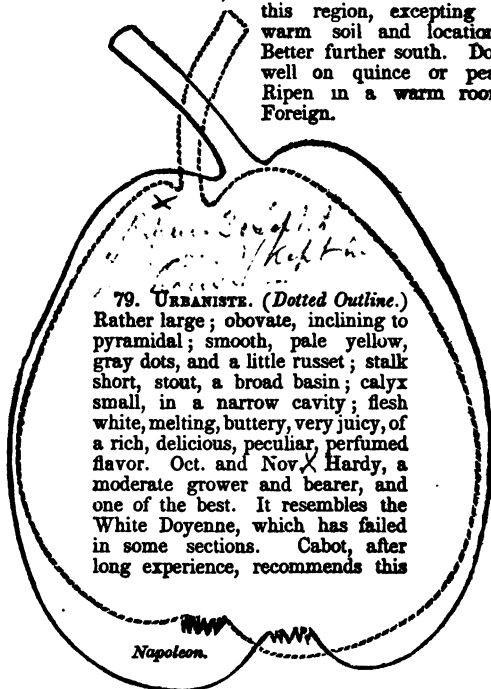 this region, excepting
warm soil and location
Better further south. Do
well on quince or pea
Ripen in a warm room
Foreign.
79. URBANISTE. (Dotted Outline.)
Rather large; obovate, inclining to
pyramidal; smooth, pale yellow,
gray dots, and a little russet; stalk
short, stout, a broad basin; calyx
small, in a narrow cavity; flesh
white, melting, buttery, very juicy, of
a rich, delicious, peculiar, perfumed
flavor. Oct. and Nov X Hardy, a
moderate grower and bearer, and
one of the best. It resembles the
White Doyenne, which has failed
in some sections. Cabot, after
long experience, recommends this
Napoleon.